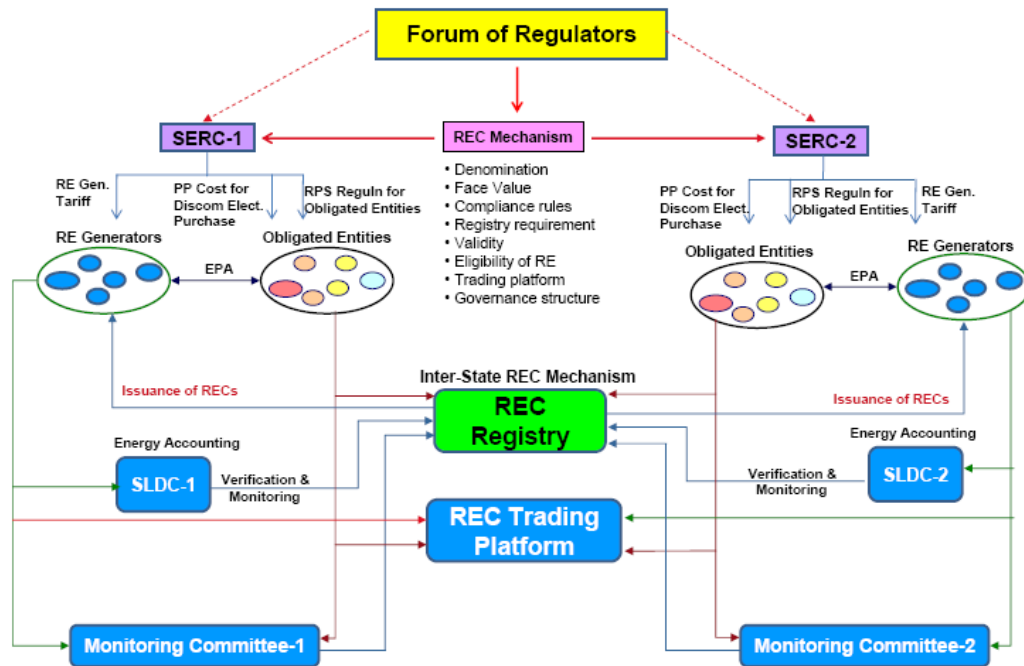 Forum of Regulators
SERC-1
REC Mechanism
SERC-2
• Denomination
• Face Value
• Compliance rules
• Registry requirement
• Validity
• Eligibility of RE
• Trading platform
• Governance structure
RE Gen.
Tariff
PP Cost for
Discom Elect.
Purchase
RPS Reguln for
Obligated Entities
PP Cost for
Discom Elect.
Purchase
RPS Reguln for
Obligated Entities
RE Gen.
Tariff
RE Generators
Obligated Entities
EPA
Obligated Entities
RE Generators
EPA
Inter-State REC Mechanism
REC
Registry
Issuance of RECs
Issuance of RECs
Energy Accounting
SLDC-1
Verification &
Monitoring
Energy Accounting
SLDC-2
Verification &
Monitoring
REC Trading
Platform
Monitoring Committee-1
Monitoring Committee-2